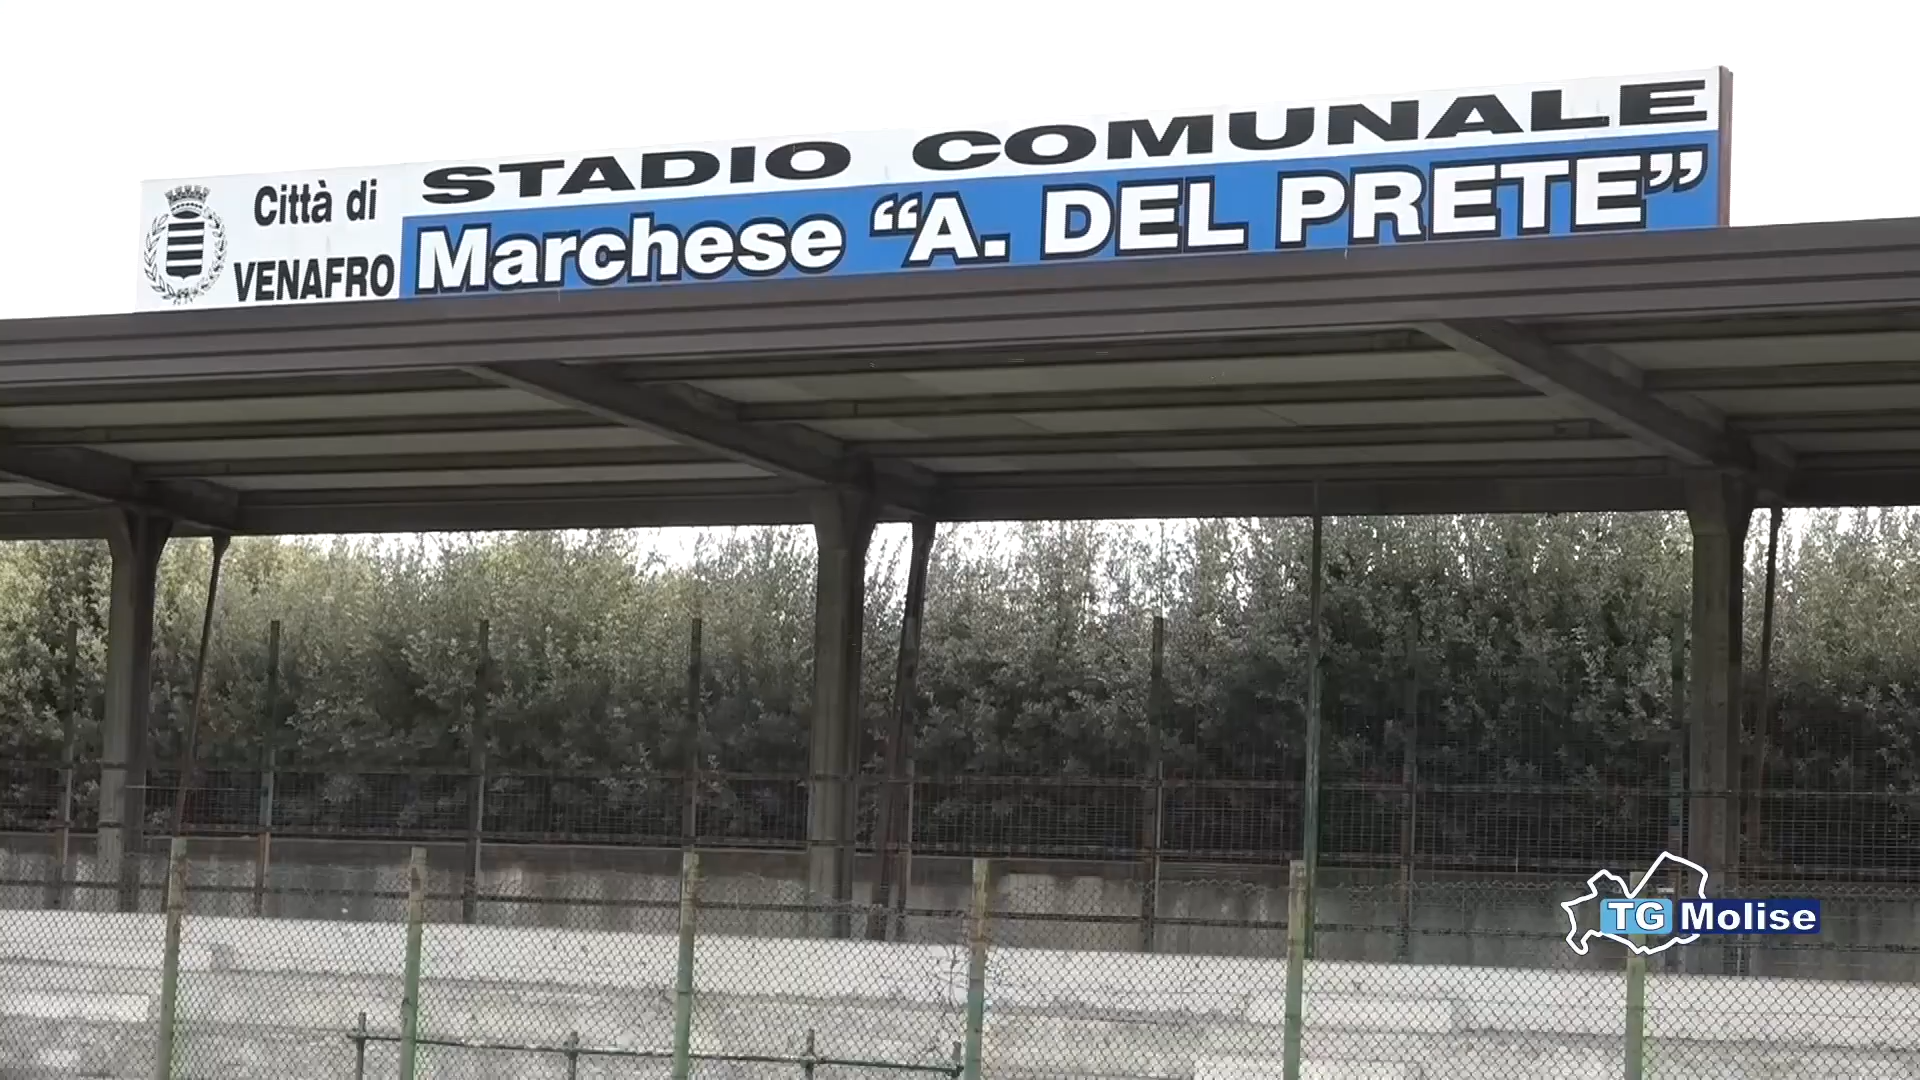 Città di
VENAFRO
STADIO COMUNALE
Marchese “A. DEL PRETE”
TG Molise